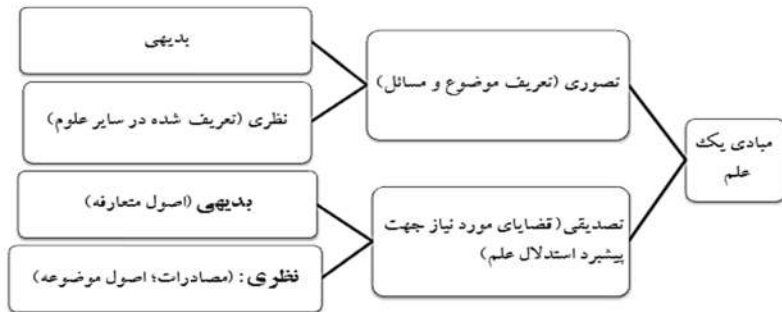 مبادی یک
علم
تصوری (تعریف موضوع و مسائل)
بدیهی
نظری (تعریف شده در سایر علوم)
تصدیقی( قضایای مورد نیاز جهت
پیشبرد استدلال علم)
بدیهی (اصول متعارفه)
نظری: (مصادرات؛ اصول موضوعه)